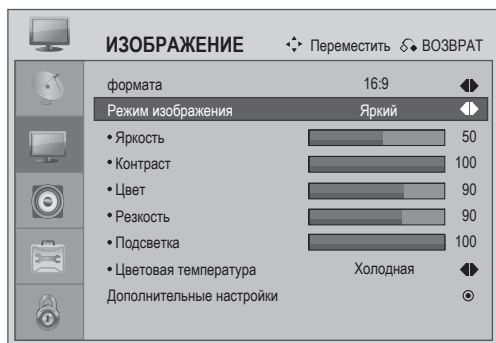 ИЗОБРАЖЕНИЕ Переместить ВОЗВРАТ
формата 16:9
Режим изображения Яркий
• Яркость 50
• Контраст 100
• Цвет 90
• Резкость 90
• Подсветка 100
• Цветовая температура Холодная
Дополнительные настройки